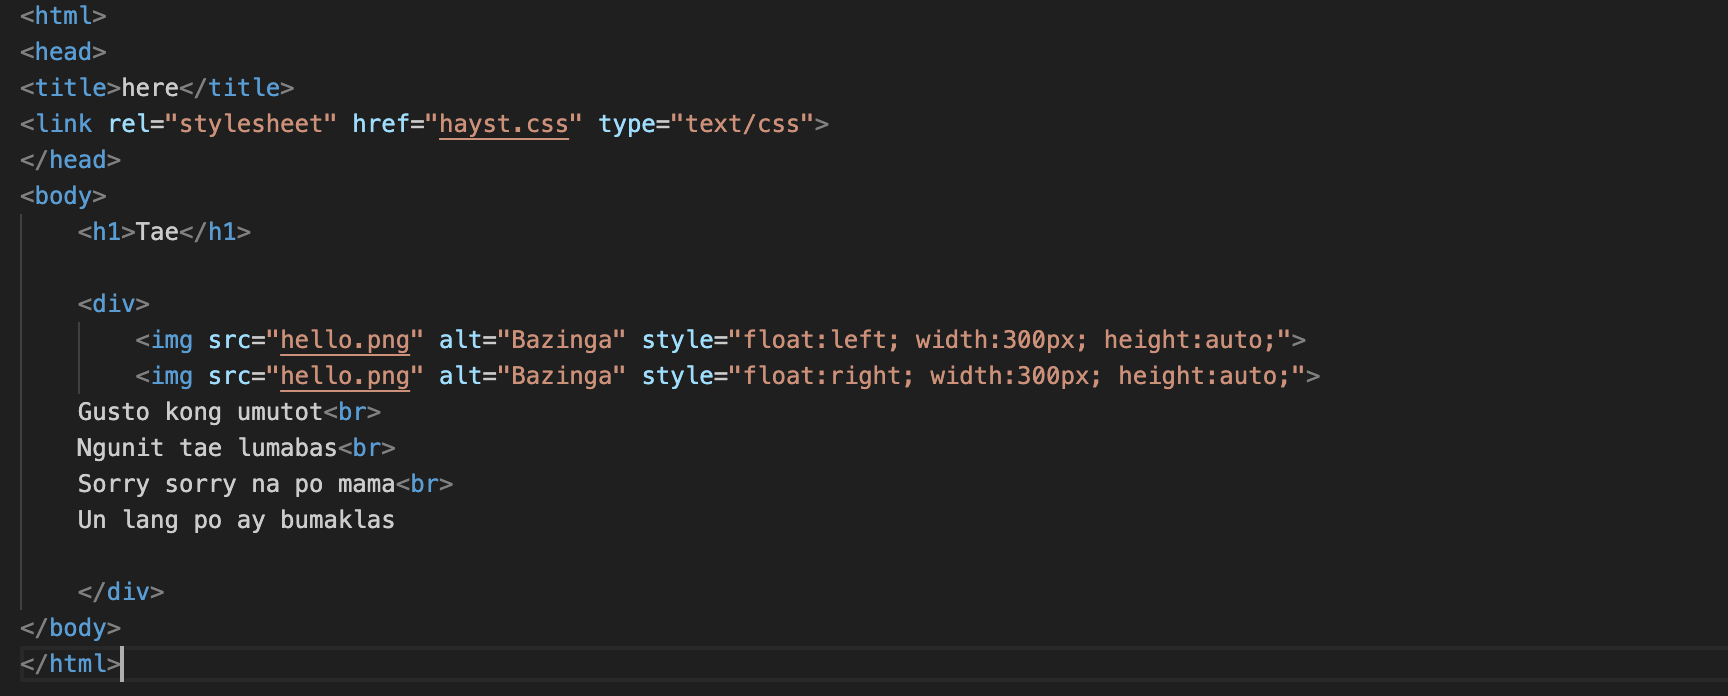 <html>
<head>
<title>here</title>
<link rel="stylesheet" href="hayst.css" type="text/css">
</head>
<body>
<h1>Tae</h1>
<div>
<img src="hello.png" alt="Bazinga" style="float:left; width:300px; height:auto;">
<img src="hello.png" alt="Bazinga" style="float:right; width:300px; height:auto;">
Gusto kong umutot<br>
Ngunit tae lumabas<br>
Sorry sorry na po mama<br>
Un lang po ay bumaklas
</div>
</body>
</html>